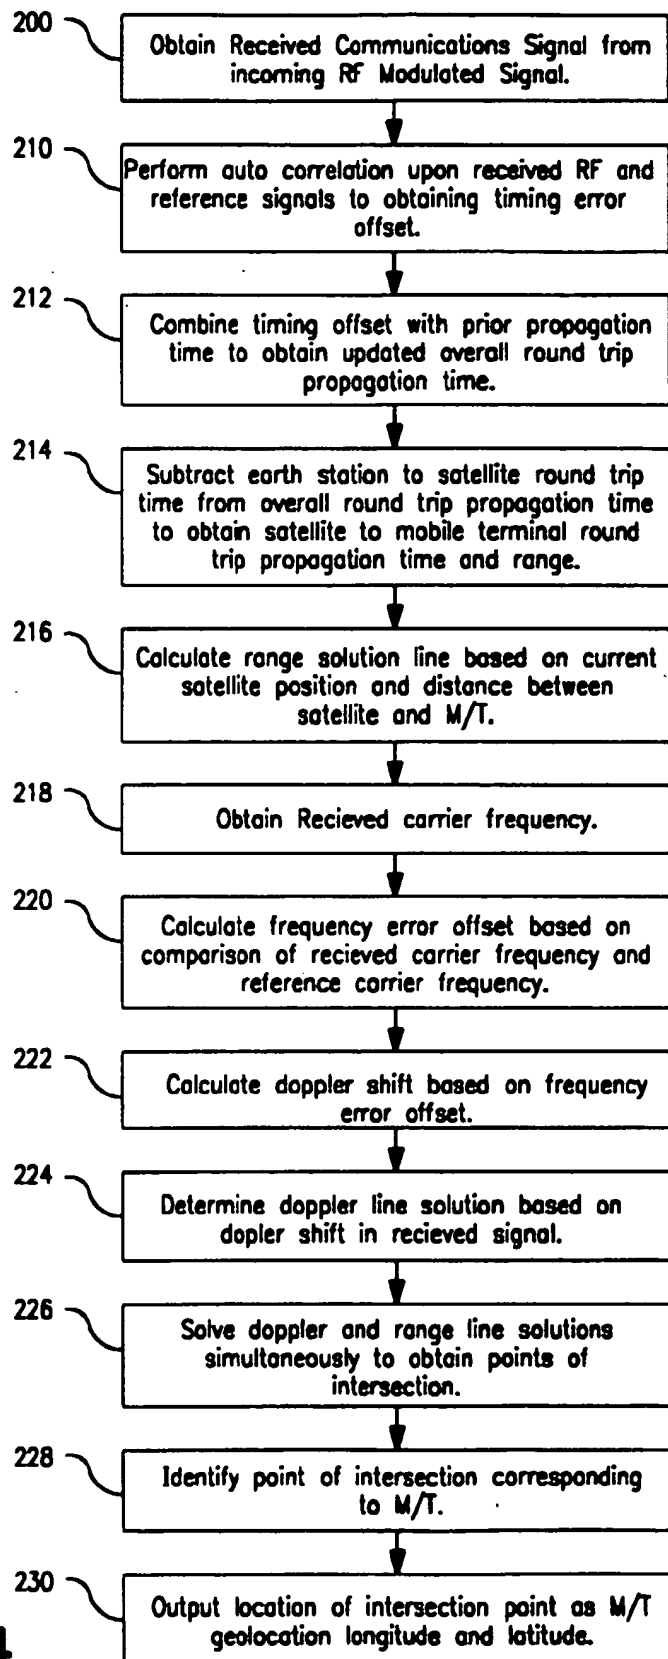 200
Obtain Received Communications Signal from
incoming RF Modulated Signal.
210
Perform auto correlation upon received RF and
reference signals to obtaining timing error
offset.
212
Combine timing offset with prior propagation
time to obtain updated overall round trip
propagation time.
214
Subtract earth station to satellite round trip
time from overall round trip propagation time
to obtain satellite to mobile terminal round
trip propagation time and range.
216
Calculate range solution line based on current
satellite position and distance between
satellite and M/T.
218
Obtain Recieved carrier frequency.
220
Calculate frequency error offset based on
comparison of recieved carrier frequency and
reference carrier frequency.
222
Calculate doppler shift based on frequency
error offset.
224
Determine doppler line solution based on
dopler shift in recieved signal.
226
Solve doppler and range line solutions
simultaneously to obtain points of
intersection.
228
Identify point of intersection corresponding
to M/T.
230
Output location of intersection point as M/T
geolocation longitude and latitude.